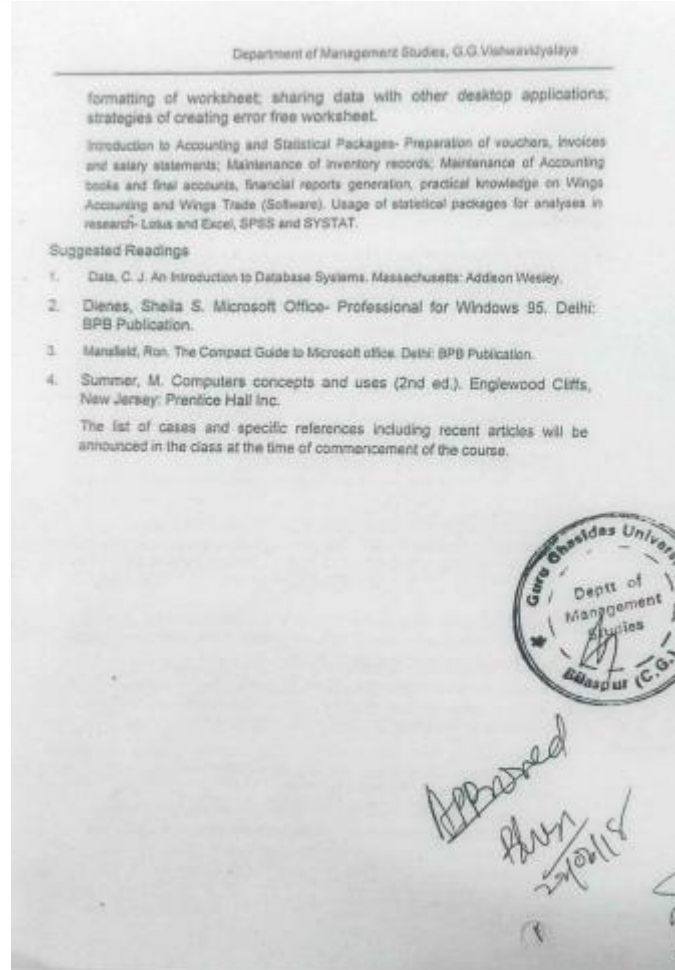 Department of Management Studies, G.G.Vishwavidyalaya
formatting of worksheet; sharing data with other desktop applications;
strategies of creating error free worksheet.
Introduction to Accounting and Statistical Packages- Preparation of vouchers, invoices
and salary statements; Maintenance of inventory records; Maintenance of Accounting
books and final accounts, financial reports generation, practical knowledge on Wings
Accounting and Wings Trade (Software). Usage of statistical packages for analyses in
research- Lotus and Excel, SPSS and SYSTAT.
Suggested Readings
1. Date, C. J. An Introduction to Database Systems. Massachusetts: Addison Wesley.
2. Dienes, Sheila S. Microsoft Office- Professional for Windows 95. Delhi:
BPB Publication.
3. Mansfield, Ron. The Compact Guide to Microsoft office. Delhi: BPB Publication.
4. Summer, M. Computers concepts and uses (2nd ed.). Englewood Cliffs,
New Jersey: Prentice Hall Inc.
The list of cases and specific references including recent articles will be
announced in the class at the time of commencement of the course.
Guru Ghasidas Univers
Deptt of
Management
Studies
Bilaspur (C.G.)
Approved